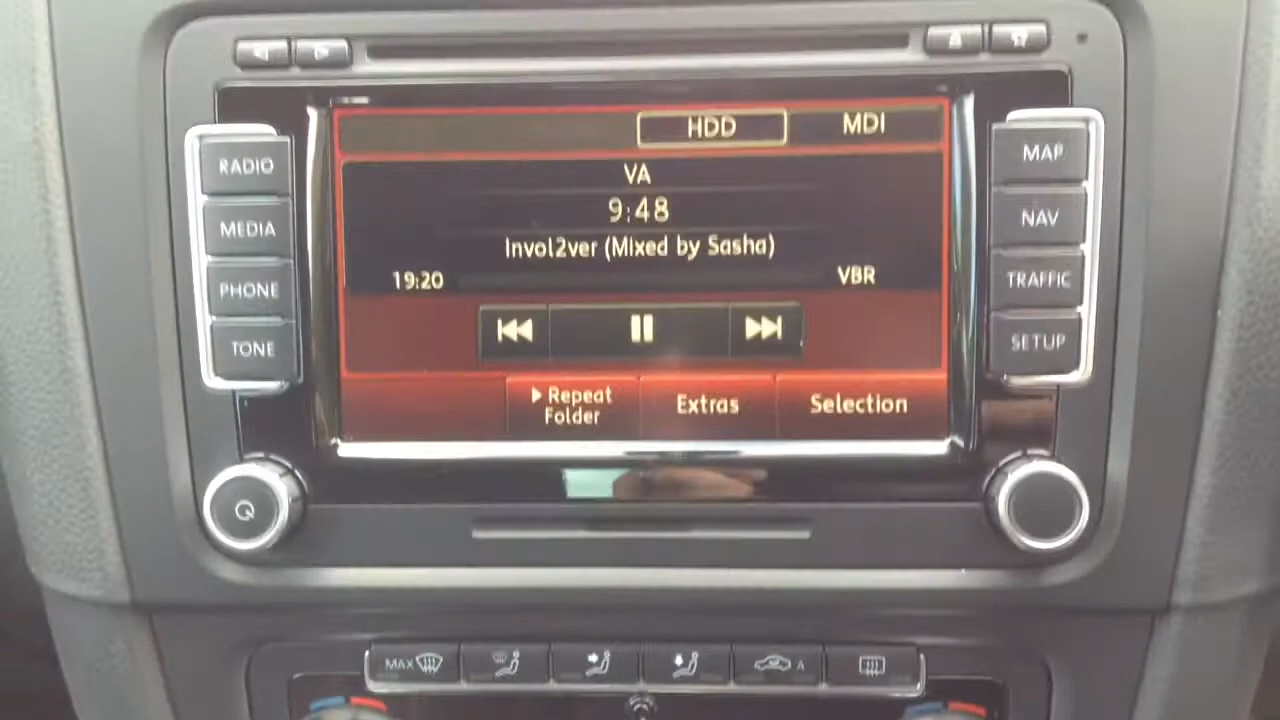 HDD MDI
RADIO
MEDIA
PHONE
TONE
VA
9:48
Invol2ver (Mixed by Sasha)
19:20 VBR
Repeat
Folder
Extras
Selection
MAP
NAV
TRAFFIC
SETUP
MAX
A